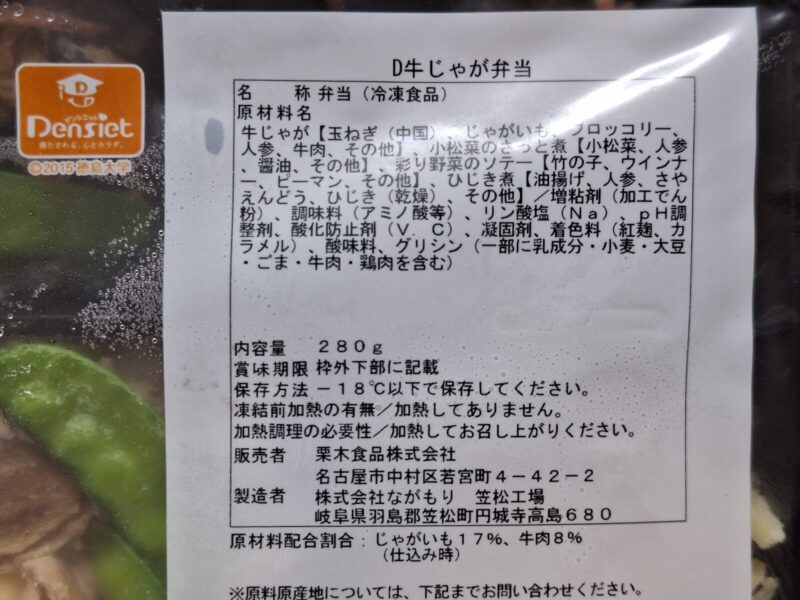 D牛じゃが弁当
名　　称 弁当（冷凍食品）
原材料名
牛じゃが【玉ねぎ（中国）、じゃがいも、ブロッコリー、
人参、牛肉、その他】、小松菜のさっと煮【小松菜、人参
、醤油、その他】、彩り野菜のソテー【竹の子、ウインナ
ー、ピーマン、その他】、ひじき煮【油揚げ、人参、さや
えんどう、ひじき（乾燥）、その他】／増粘剤（加工でん
粉）、調味料（アミノ酸等）、リン酸塩（Ｎａ）、ｐＨ調
整剤、酸化防止剤（Ｖ．Ｃ）、凝固剤、着色料（紅麹、カ
ラメル）、酸味料、グリシン（一部に乳成分・小麦・大豆
・ごま・牛肉・鶏肉を含む）
内容量　２８０ｇ
賞味期限 枠外下部に記載
保存方法 －１８℃以下で保存してください。
凍結前加熱の有無／加熱してありません。
加熱調理の必要性／加熱してお召し上がりください。
販売者　栗木食品株式会社
名古屋市中村区若宮町４－４２－２
製造者　株式会社ながもり　笠松工場
岐阜県羽島郡笠松町円城寺高島６８０
原材料配合割合：じゃがいも１７％、牛肉８％
（仕込み時）
※原料原産地については、下記までお問い合わせください。
D
デンシエット
Densiet
満たされる、心とカラダ。
©2015 徳島大学